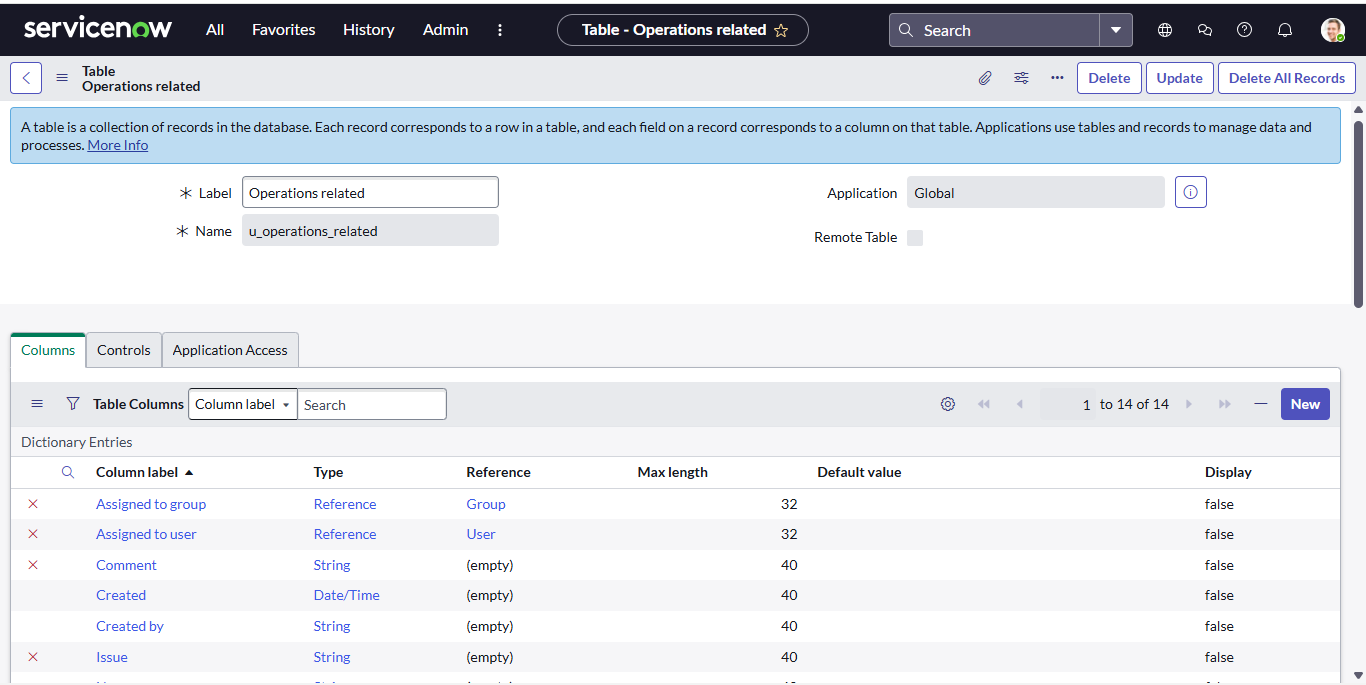 servicenow All Favorites History Admin Table - Operations related Search
Table
Operations related
Delete Update Delete All Records
A table is a collection of records in the database. Each record corresponds to a row in a table, and each field on a record corresponds to a column on that table. Applications use tables and records to manage data and
processes. More Info
Label Operations related Application Global
Name u_operations_related
Remote Table
Columns Controls Application Access
Table Columns Column label Search 1 to 14 of 14 New
Dictionary Entries
Column label Type Reference Max length Default value Display
Assigned to group Reference Group 32 false
Assigned to user Reference User 32 false
Comment String (empty) 40 false
Created Date/Time (empty) 40 false
Created by String (empty) 40 false
Issue String (empty) 40 false